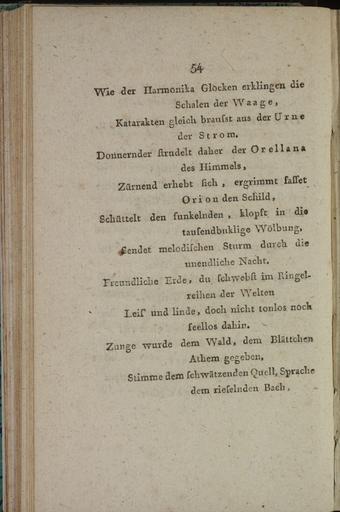 54
Wie der Harmonika Glocken erklingen die
Schalen der Waage,
Katarakten gleich brauſst aus der Urne
der Strom.
Donnernder ſtrudelt daher der Orellana
des Himmels,
Zürnend erhebt ſich, ergrimmt faſſet
Orion den Schild,
Schüttelt den funkelnden, klopft in die
tauſendbuklige Wölbung,
Sendet melodiſchen Sturm durch die
unendliche Nacht.
Freundliche Erde, du ſchwebſt im Ringel-
reihen der Welten
Leiſ' und linde, doch nicht tonlos noch
ſeellos dahin.
Zunge wurde dem Wald, dem Blättchen
Athem gegeben,
Stimme dem ſchwätzenden Quell, Sprache
dem rieſelnden Bach,